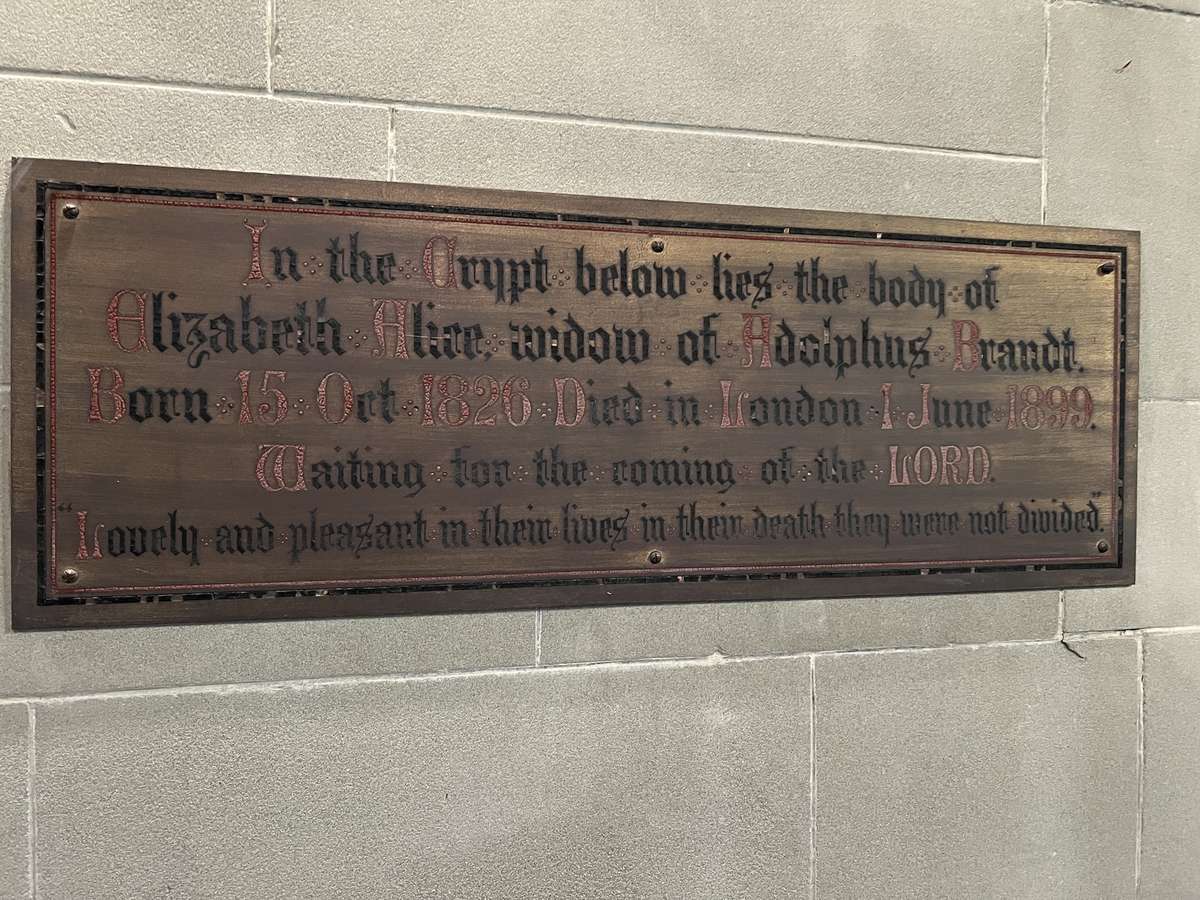 In the Crypt below lies the body of
Elizabeth Alice, widow of Adolphus Brandt.
Born 15 Oct 1826 Died in London 1 June 1899.
Waiting for the coming of the LORD.
"Lovely and pleasant in their lives in their death they were not divided."